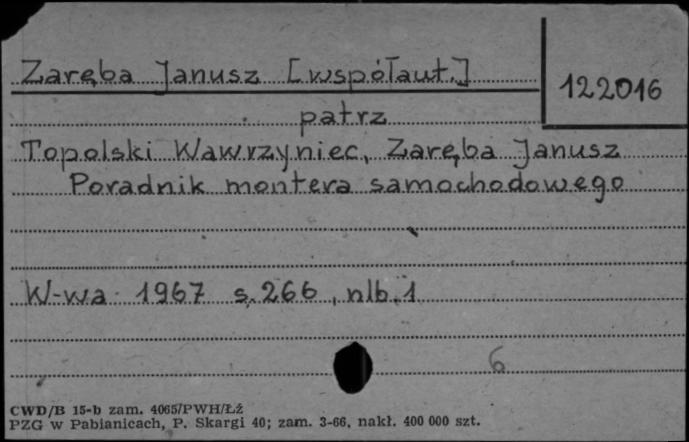 Zaręba Janusz [współaut.]
122016
patrz
Topolski Wawrzyniec, Zaręba Janusz
Poradnik montera samochodowego
W-wa 1967 s. 266, nlb. 1
6
CWD/B 15-b zam. 4065/PWH/Łż
PZG w Pabianicach, P. Skargi 40; zam. 3-66, nakł. 400 000 szt.